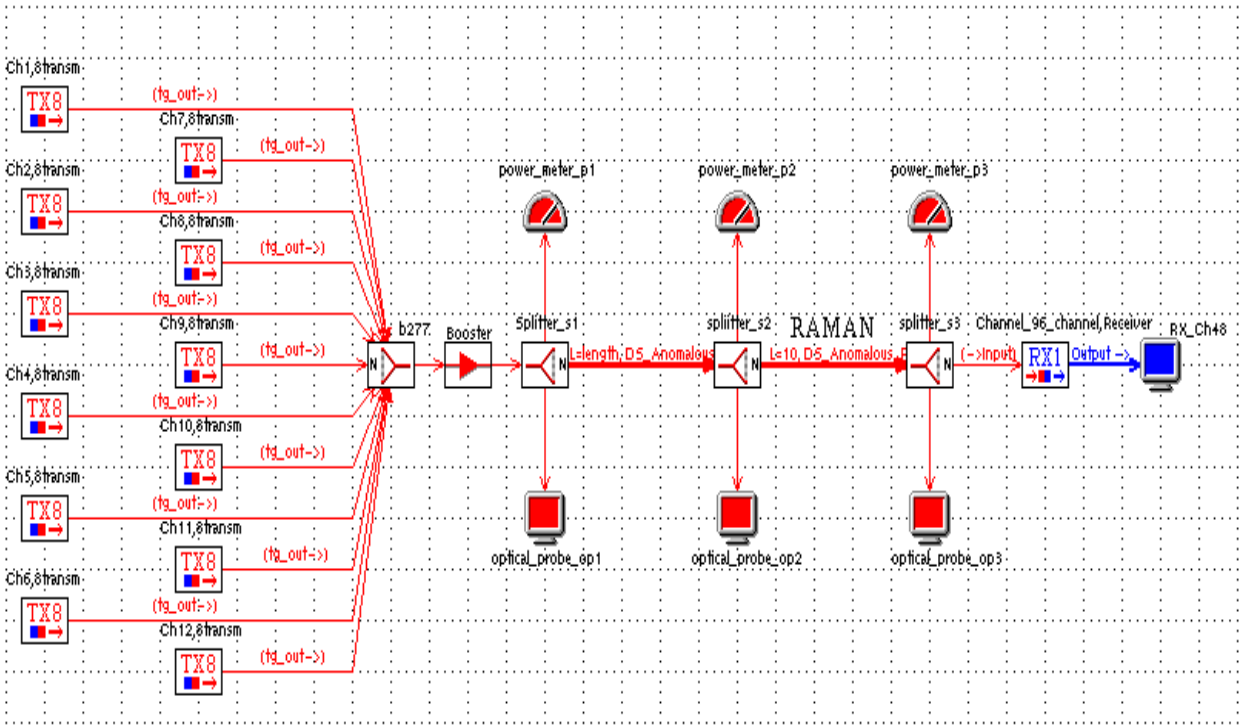 Ch1,8transm
TX8
(tg_out->)
Ch7,8transm
TX8
(tg_out->)
Ch2,8transm
TX8
(tg_out->)
Ch8,8transm
TX8
(tg_out->)
Ch3,8transm
TX8
(tg_out->)
Ch9,8transm
TX8
(tg_out->)
Ch4,8transm
TX8
(tg_out->)
Ch10,8transm
TX8
(tg_out->)
Ch5,8transm
TX8
(tg_out->)
Ch11,8transm
TX8
(tg_out->)
Ch6,8transm
TX8
(tg_out->)
Ch12,8transm
TX8
(tg_out->)
b277
N
Booster
power_meter_p1
Splitter_s1
N
optical_probe_op1
L=length, DS_Anomalous
power_meter_p2
splitter_s2
N
optical_probe_op2
RAMAN
L=10, DS_Anomalous
power_meter_p3
splitter_s3
N
optical_probe_op3
(->Input)
Channel_96_channel,Receiver
RX1
Output ->
RX_Ch48